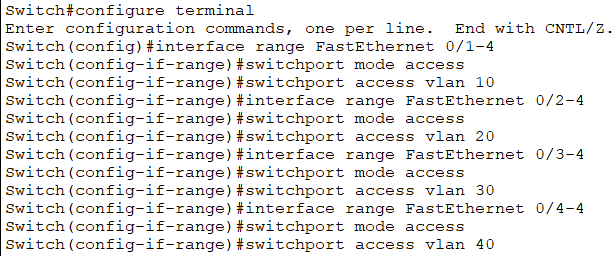 Switch#configure terminal
Enter configuration commands, one per line.  End with CNTL/Z.
Switch(config)#interface range FastEthernet 0/1-4
Switch(config-if-range)#switchport mode access
Switch(config-if-range)#switchport access vlan 10
Switch(config-if-range)#interface range FastEthernet 0/2-4
Switch(config-if-range)#switchport mode access
Switch(config-if-range)#switchport access vlan 20
Switch(config-if-range)#interface range FastEthernet 0/3-4
Switch(config-if-range)#switchport mode access
Switch(config-if-range)#switchport access vlan 30
Switch(config-if-range)#interface range FastEthernet 0/4-4
Switch(config-if-range)#switchport mode access
Switch(config-if-range)#switchport access vlan 40